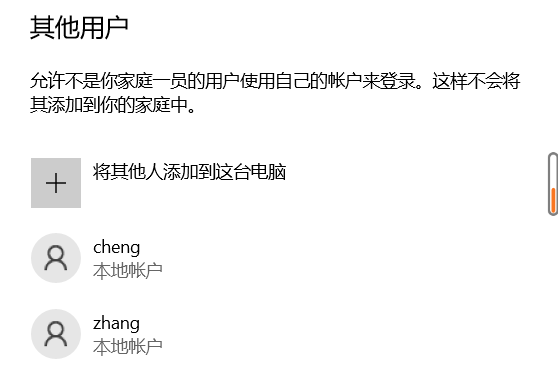 其他用户
允许不是你家庭一员的用户使用自己的帐户来登录。这样不会将
其添加到你的家庭中。
将其他人添加到这台电脑
cheng
本地帐户
zhang
本地帐户